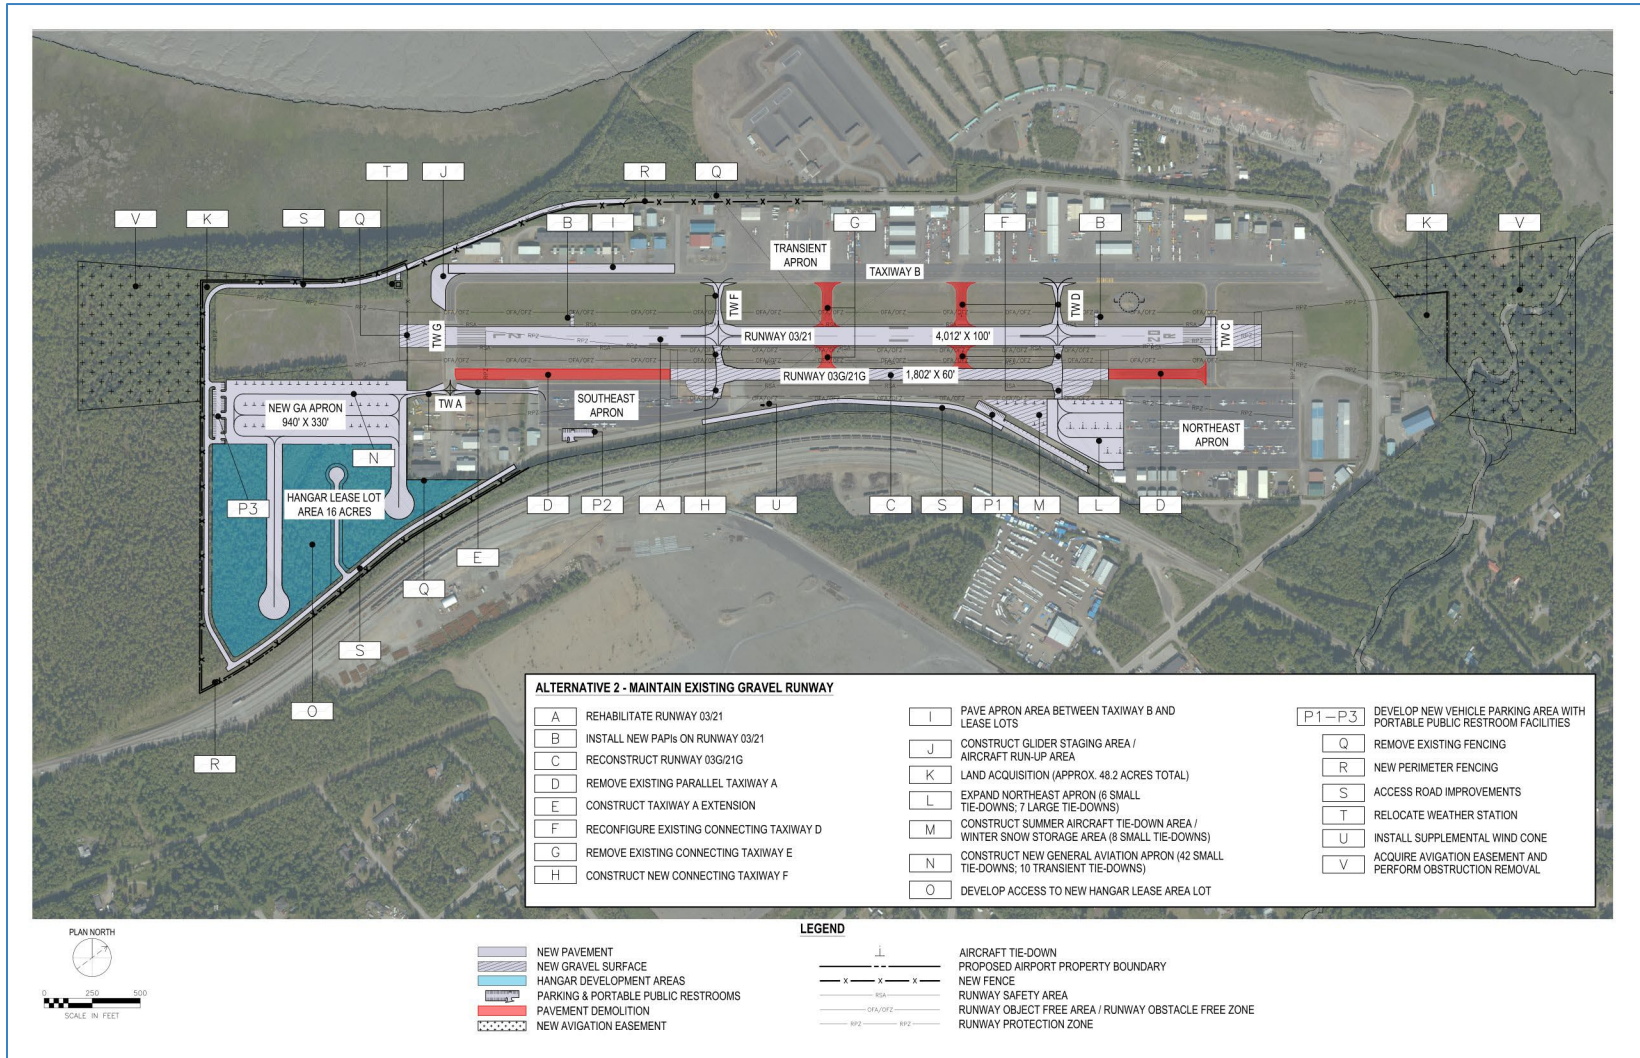 T
J
R
Q
V
K
S
Q
B
I
G
F
B
K
V
TRANSIENT
APRON
TAXIWAY B
TW G
TW F
TW D
TW C
RUNWAY 03/21
4,012' X 100'
RUNWAY 03G/21G
1,802' X 60'
NEW GA APRON
940' X 330'
TW A
SOUTHEAST
APRON
NORTHEAST
APRON
N
HANGAR LEASE LOT
AREA 16 ACRES
P3
D
P2
A
H
U
C
S
P1
M
L
D
E
Q
S
O
R
ALTERNATIVE 2 - MAINTAIN EXISTING GRAVEL RUNWAY
A REHABILITATE RUNWAY 03/21
B INSTALL NEW PAPIs ON RUNWAY 03/21
C RECONSTRUCT RUNWAY 03G/21G
D REMOVE EXISTING PARALLEL TAXIWAY A
E CONSTRUCT TAXIWAY A EXTENSION
F RECONFIGURE EXISTING CONNECTING TAXIWAY D
G REMOVE EXISTING CONNECTING TAXIWAY E
H CONSTRUCT NEW CONNECTING TAXIWAY F
I PAVE APRON AREA BETWEEN TAXIWAY B AND
LEASE LOTS
J CONSTRUCT GLIDER STAGING AREA /
AIRCRAFT RUN-UP AREA
K LAND ACQUISITION (APPROX. 48.2 ACRES TOTAL)
L EXPAND NORTHEAST APRON (6 SMALL
TIE-DOWNS; 7 LARGE TIE-DOWNS)
M CONSTRUCT SUMMER AIRCRAFT TIE-DOWN AREA /
WINTER SNOW STORAGE AREA (8 SMALL TIE-DOWNS)
N CONSTRUCT NEW GENERAL AVIATION APRON (42 SMALL
TIE-DOWNS; 10 TRANSIENT TIE-DOWNS)
O DEVELOP ACCESS TO NEW HANGAR LEASE AREA LOT
P1-P3 DEVELOP NEW VEHICLE PARKING AREA WITH
PORTABLE PUBLIC RESTROOM FACILITIES
Q REMOVE EXISTING FENCING
R NEW PERIMETER FENCING
S ACCESS ROAD IMPROVEMENTS
T RELOCATE WEATHER STATION
U INSTALL SUPPLEMENTAL WIND CONE
V ACQUIRE AVIGATION EASEMENT AND
PERFORM OBSTRUCTION REMOVAL
PLAN NORTH
0 250 500
SCALE IN FEET
LEGEND
NEW PAVEMENT
NEW GRAVEL SURFACE
HANGAR DEVELOPMENT AREAS
PARKING & PORTABLE PUBLIC RESTROOMS
PAVEMENT DEMOLITION
NEW AVIGATION EASEMENT
AIRCRAFT TIE-DOWN
PROPOSED AIRPORT PROPERTY BOUNDARY
X X X NEW FENCE
RSA RUNWAY SAFETY AREA
OFA/OFZ RUNWAY OBJECT FREE AREA / RUNWAY OBSTACLE FREE ZONE
RPZ RPZ RUNWAY PROTECTION ZONE